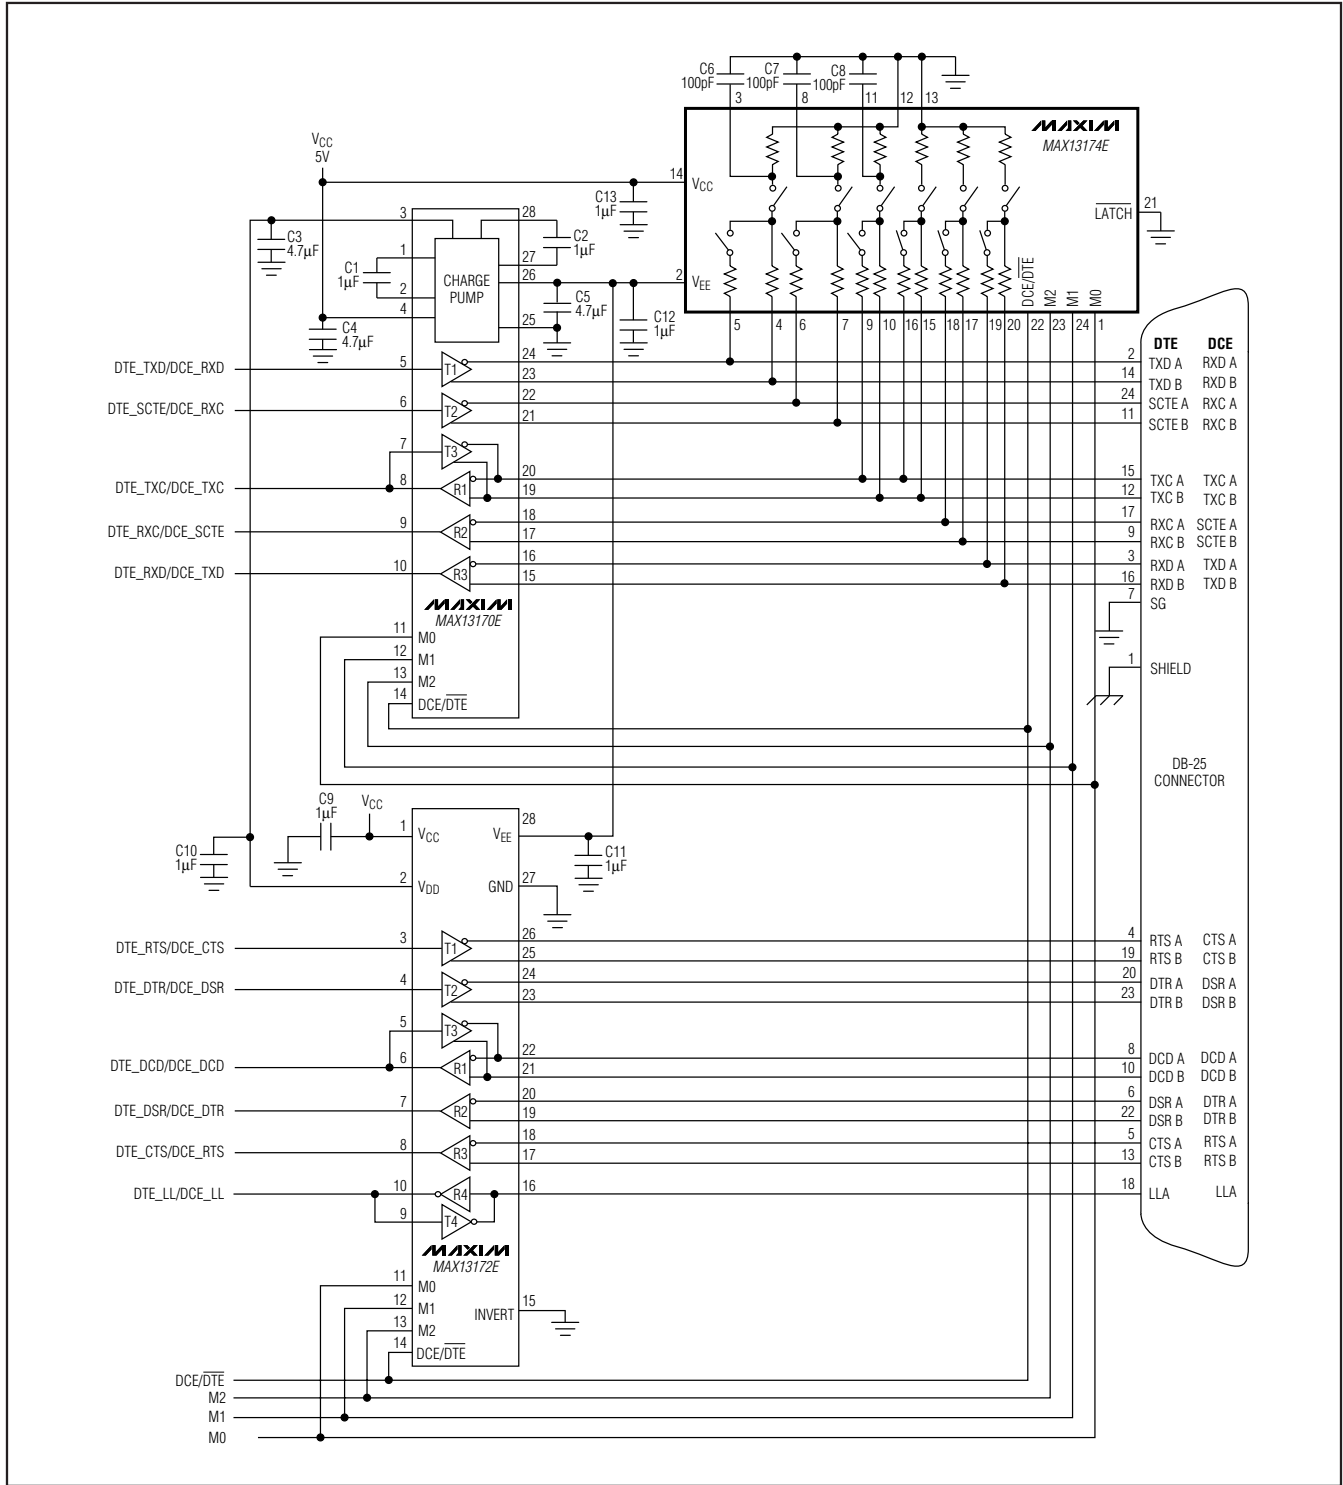 C6
100pF
C7
100pF
C8
100pF
3 8 11 12 13
MAXIM
MAX13174E
VCC
5V
14 VCC
C13
1µF
21
LATCH
3 28
C3
4.7µF
C2
1µF
1
C1
1µF
27
26
CHARGE
PUMP
2
4
25
2 VEE
C5
4.7µF
C12
1µF
C4
4.7µF
DCE/DTE
M2
M1
M0
5 4 6 7 9 10 16 15 18 17 19 20 22 23 24 1
DTE DCE
DTE_TXD/DCE_RXD 5 T1 24 2 TXD A RXD A
23 14 TXD B RXD B
DTE_SCTE/DCE_RXC 6 T2 22 24 SCTE A RXC A
21 11 SCTE B RXC B
7 T3
DTE_TXC/DCE_TXC 8 R1 20 15 TXC A TXC A
19 12 TXC B TXC B
DTE_RXC/DCE_SCTE 9 R2 18 17 RXC A SCTE A
17 9 RXC B SCTE B
DTE_RXD/DCE_TXD 10 R3 16 3 RXD A TXD A
15 16 RXD B TXD B
7 SG
MAXIM
MAX13170E
11 M0
12 M1
13 M2
14 DCE/DTE
1 SHIELD
DB-25
CONNECTOR
C9
1µF
VCC
1 VCC
VEE 28
C10
1µF
C11
1µF
2 VDD
GND 27
DTE_RTS/DCE_CTS 3 T1 26 4 RTS A CTS A
25 19 RTS B CTS B
DTE_DTR/DCE_DSR 4 T2 24 20 DTR A DSR A
23 23 DTR B DSR B
5 T3
DTE_DCD/DCE_DCD 6 R1 22 8 DCD A DCD A
21 10 DCD B DCD B
DTE_DSR/DCE_DTR 7 R2 20 6 DSR A DTR A
19 22 DSR B DTR B
DTE_CTS/DCE_RTS 8 R3 18 5 CTS A RTS A
17 13 CTS B RTS B
DTE_LL/DCE_LL 10 R4 16 18 LLA LLA
9 T4
MAXIM
MAX13172E
11 M0
12 M1
13 M2
14 DCE/DTE
INVERT 15
DCE/DTE
M2
M1
M0